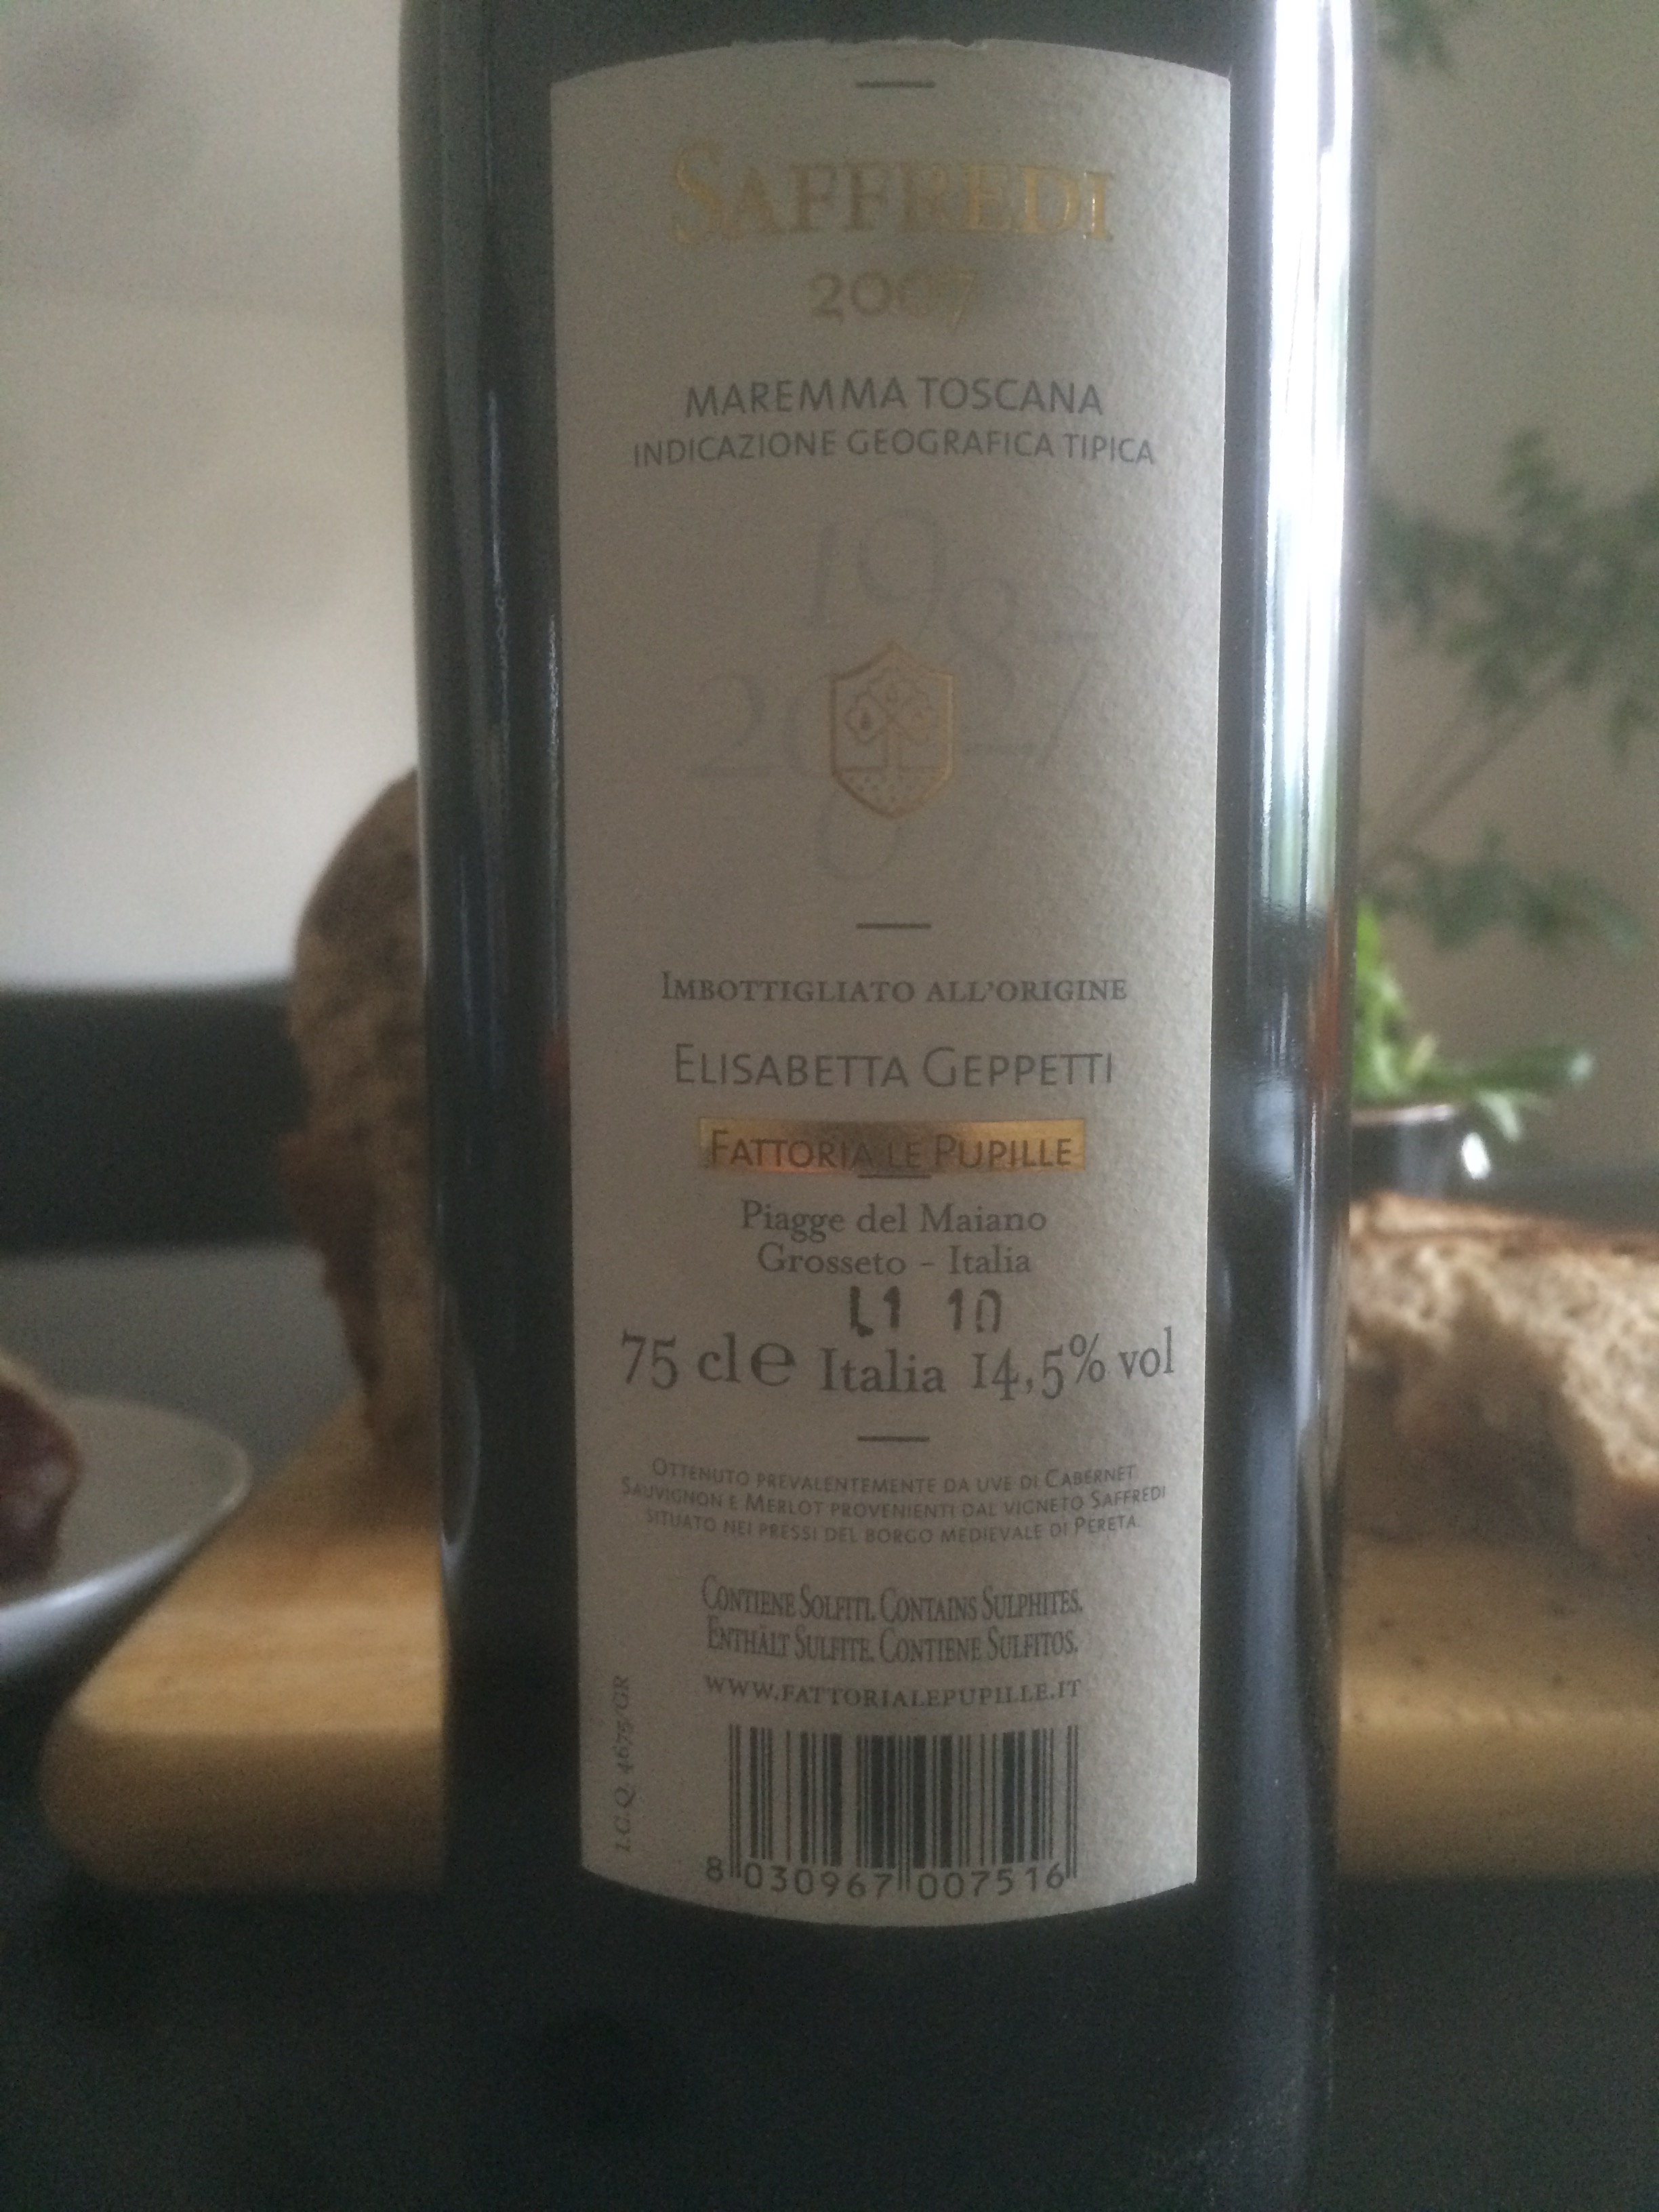 SAFFREDI
2007
MAREMMA TOSCANA
INDICAZIONE GEOGRAFICA TIPICA
1987
2007
IMBOTTIGLIATO ALL'ORIGINE
ELISABETTA GEPPETTI
FATTORIA LE PUPILLE
Piagge del Maiano
Grosseto - Italia
L1 10
75 cl e Italia 14,5% vol
OTTENUTO PREVALENTEMENTE DA UVE DI CABERNET
SAUVIGNON E MERLOT PROVENIENTI DAL VIGNETO SAFFREDI
SITUATO NEI PRESSI DEL BORGO MEDIEVALE DI PERETA.
CONTIENE SOLFITI. CONTAINS SULPHITES.
ENTHÄLT SULFITE. CONTIENE SULFITOS.
WWW.FATTORIALEPUPILLE.IT
I.C.Q. 4675/GR
8 030967 007516